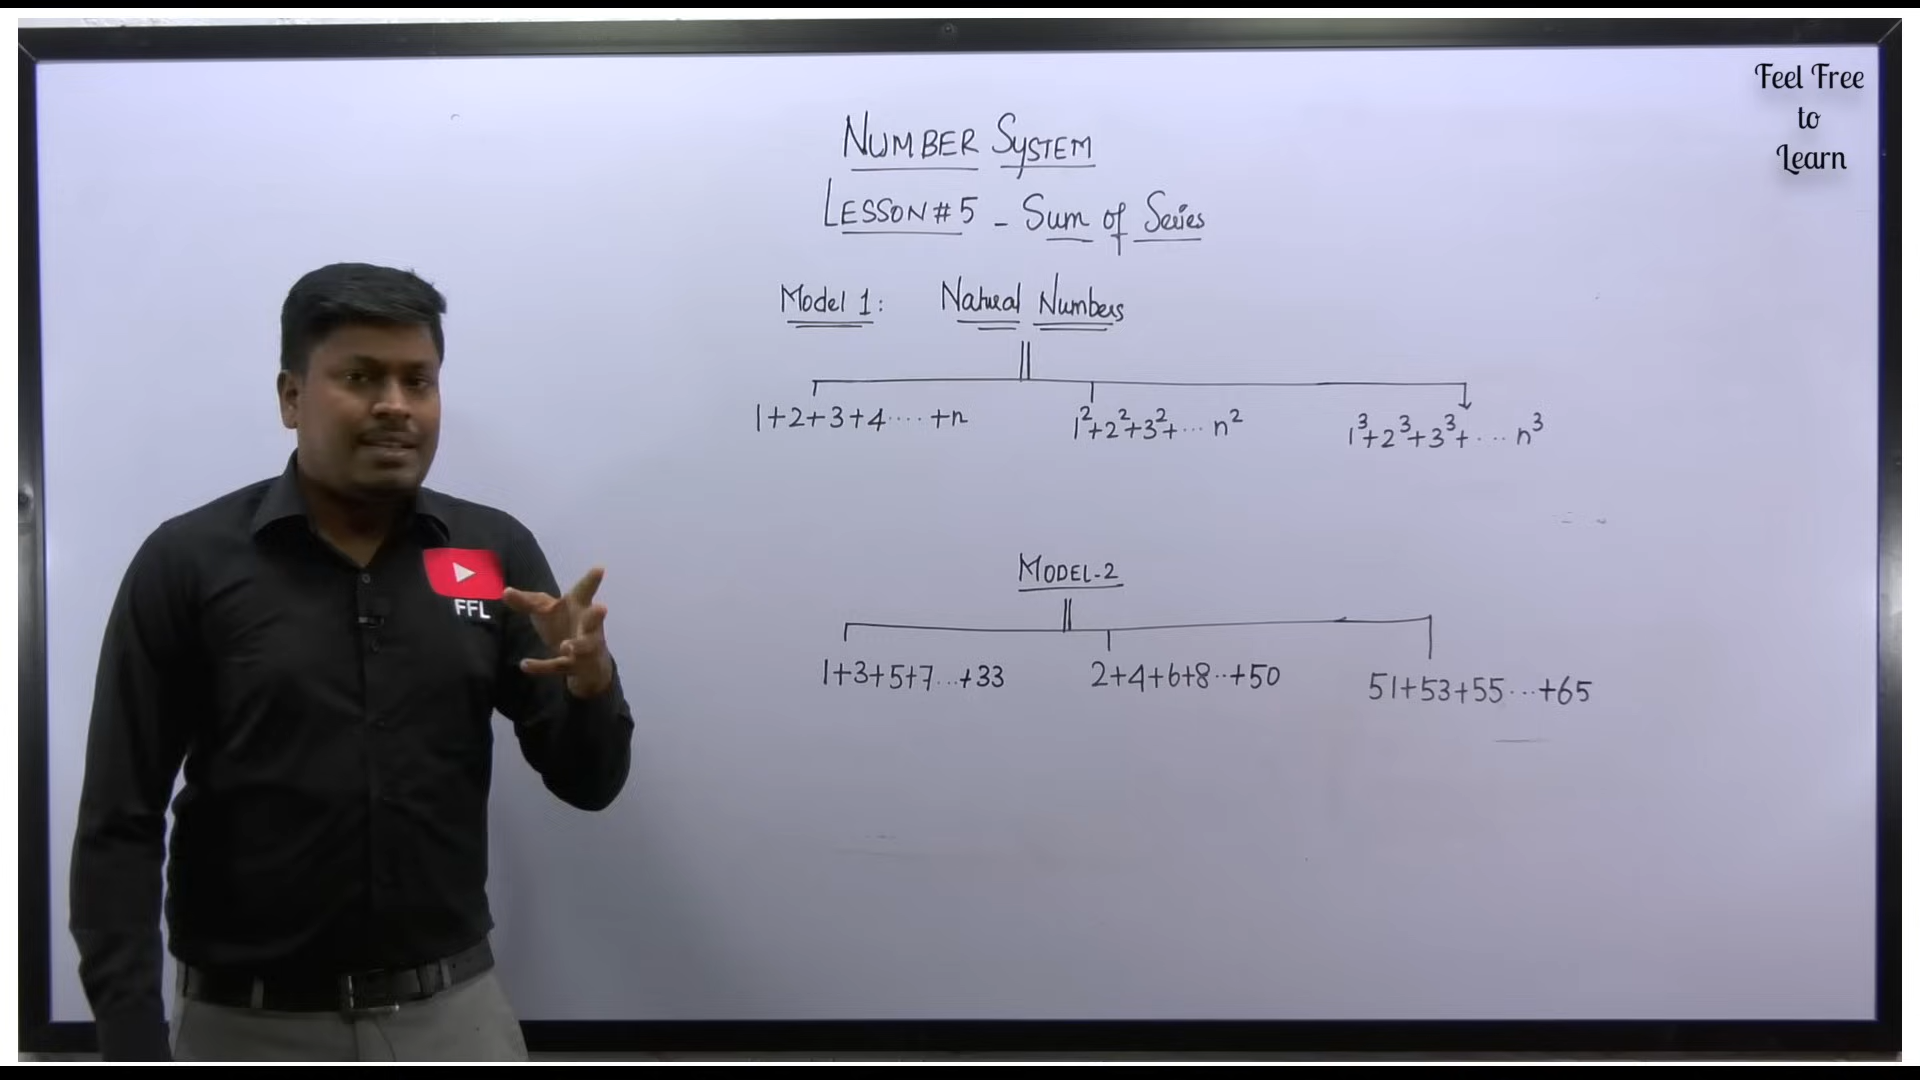 Feel Free
to
Learn
NUMBER SYSTEM
LESSON # 5 - Sum of Series
Model 1: Natural Numbers
1+2+3+4.....+n
1²+2²+3²+... n²
1³+2³+3³+.... n³
MODEL-2
1+3+5+7...+33
2+4+6+8..+50
51+53+55...+65
FFL